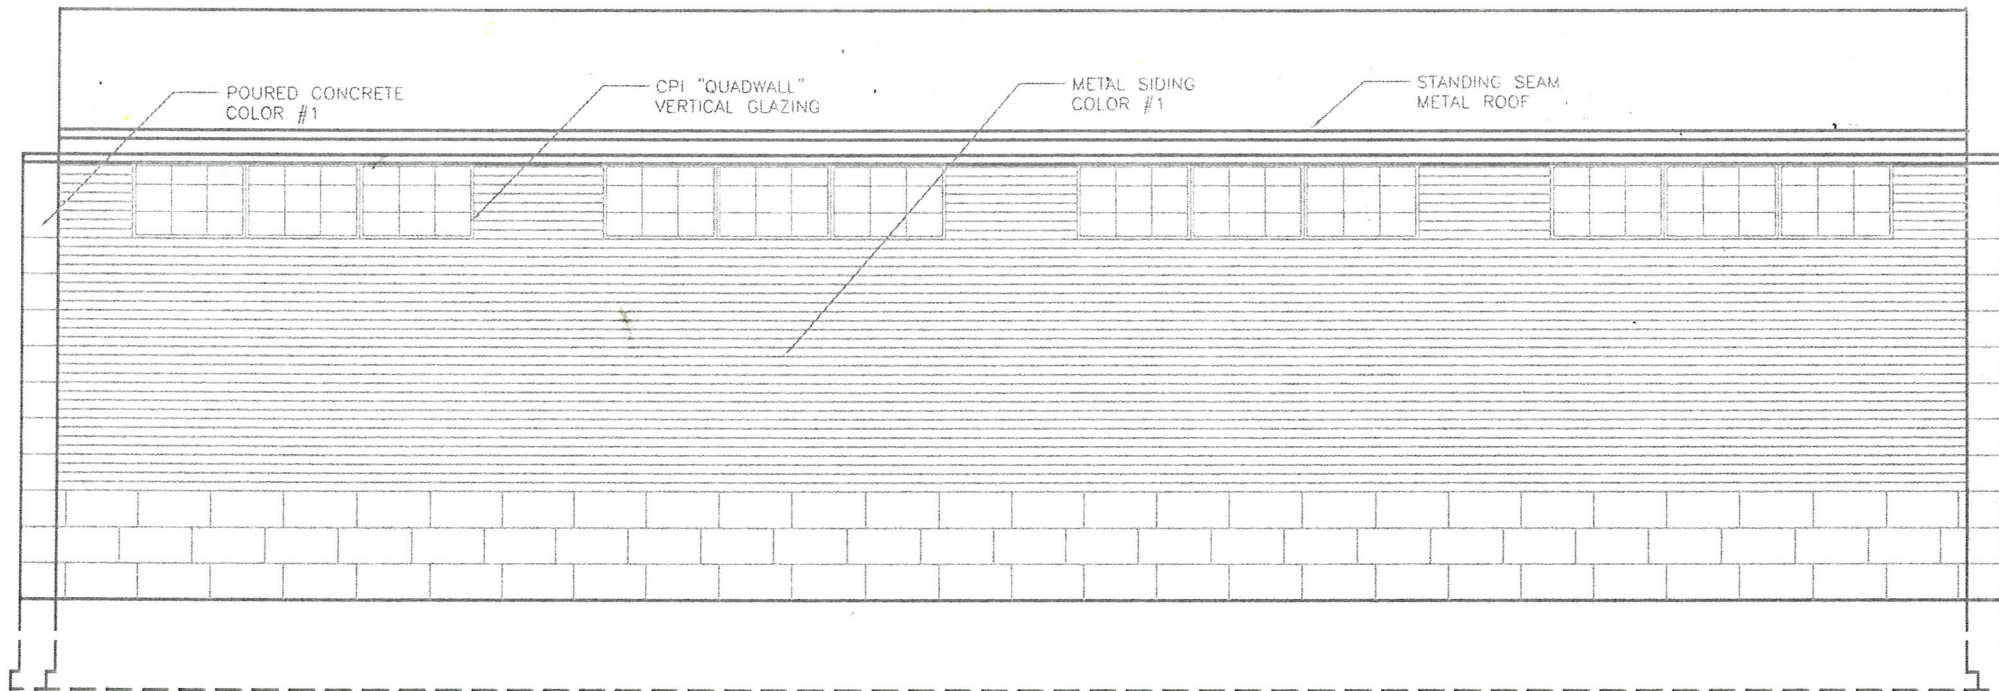 POURED CONCRETE
COLOR #1
CPI "QUADWALL"
VERTICAL GLAZING
METAL SIDING
COLOR #1
STANDING SEAM
METAL ROOF